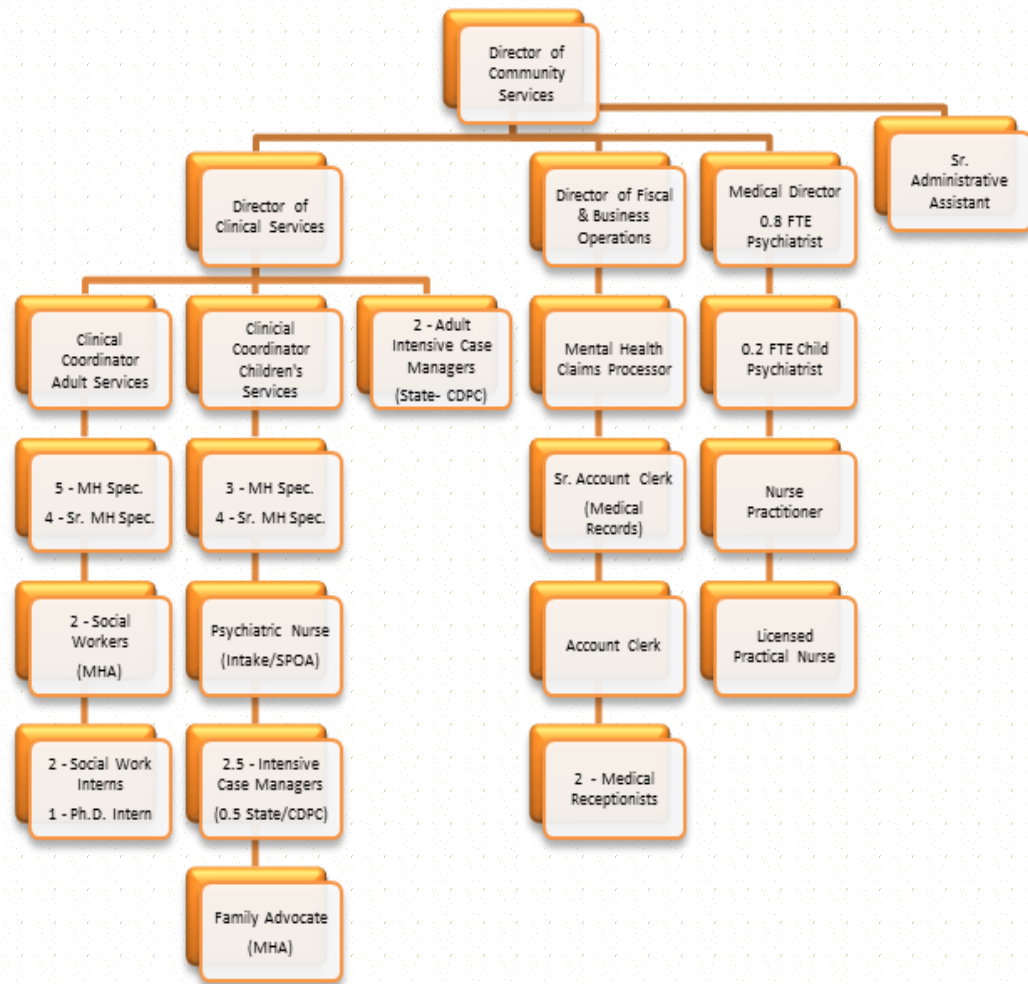 Director of
Community
Services
Sr.
Administrative
Assistant
Director of
Clinical Services
Director of Fiscal
& Business
Operations
Medical Director
0.8 FTE
Psychiatrist
Clinical
Coordinator
Adult Services
Clinicial
Coordinator
Children's
Services
2 - Adult
Intensive Case
Managers
(State- CDPC)
Mental Health
Claims Processor
0.2 FTE Child
Psychiatrist
5 - MH Spec.
4 - Sr. MH Spec.
3 - MH Spec.
4 - Sr. MH Spec.
Sr. Account Clerk
(Medical
Records)
Nurse
Practitioner
2 - Social
Workers
(MHA)
Psychiatric Nurse
(Intake/SPOA)
Account Clerk
Licensed
Practical Nurse
2 - Social Work
Interns
1 - Ph.D. Intern
2.5 - Intensive
Case Managers
(0.5 State/CDPC)
2 - Medical
Receptionists
Family Advocate
(MHA)